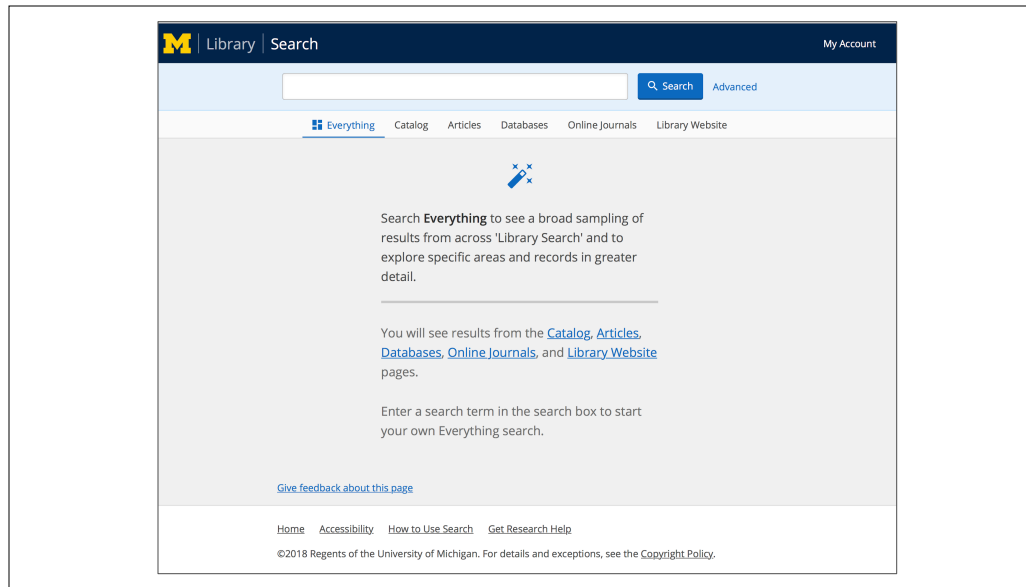 M Library Search My Account
Search Advanced
Everything Catalog Articles Databases Online Journals Library Website
Search Everything to see a broad sampling of
results from across 'Library Search' and to
explore specific areas and records in greater
detail.
You will see results from the Catalog, Articles,
Databases, Online Journals, and Library Website
pages.
Enter a search term in the search box to start
your own Everything search.
Give feedback about this page
Home Accessibility How to Use Search Get Research Help
©2018 Regents of the University of Michigan. For details and exceptions, see the Copyright Policy.